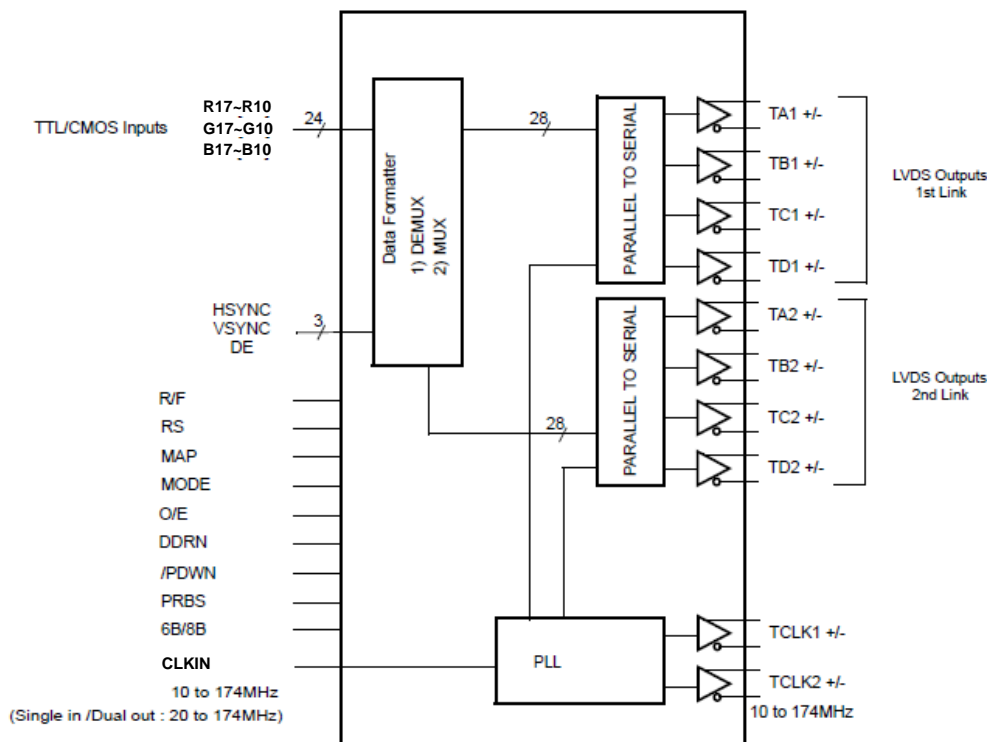 R17~R10
TTL/CMOS Inputs
G17~G10
B17~B10
24
28
Data Formatter
1) DEMUX
2) MUX
PARALLEL TO SERIAL
TA1 +/-
TB1 +/-
TC1 +/-
TD1 +/-
LVDS Outputs
1st Link
HSYNC
VSYNC
DE
3
28
PARALLEL TO SERIAL
TA2 +/-
TB2 +/-
TC2 +/-
TD2 +/-
LVDS Outputs
2nd Link
R/F
RS
MAP
MODE
O/E
DDRN
/PDWN
PRBS
6B/8B
CLKIN
10 to 174MHz
(Single in /Dual out : 20 to 174MHz)
PLL
TCLK1 +/-
TCLK2 +/-
10 to 174MHz